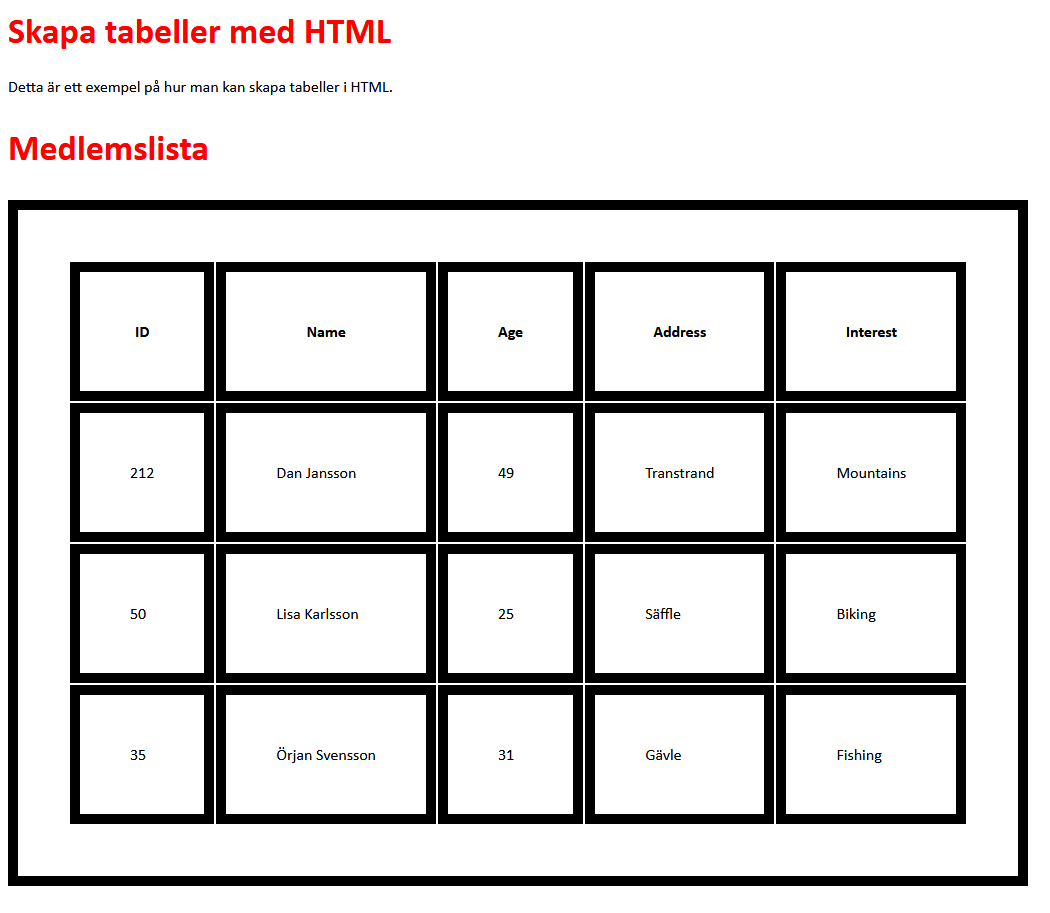 Skapa tabeller med HTML
Detta är ett exempel på hur man kan skapa tabeller i HTML.
Medlemslista
ID Name Age Address Interest
212 Dan Jansson 49 Transtrand Mountains
50 Lisa Karlsson 25 Säffle Biking
35 Örjan Svensson 31 Gävle Fishing